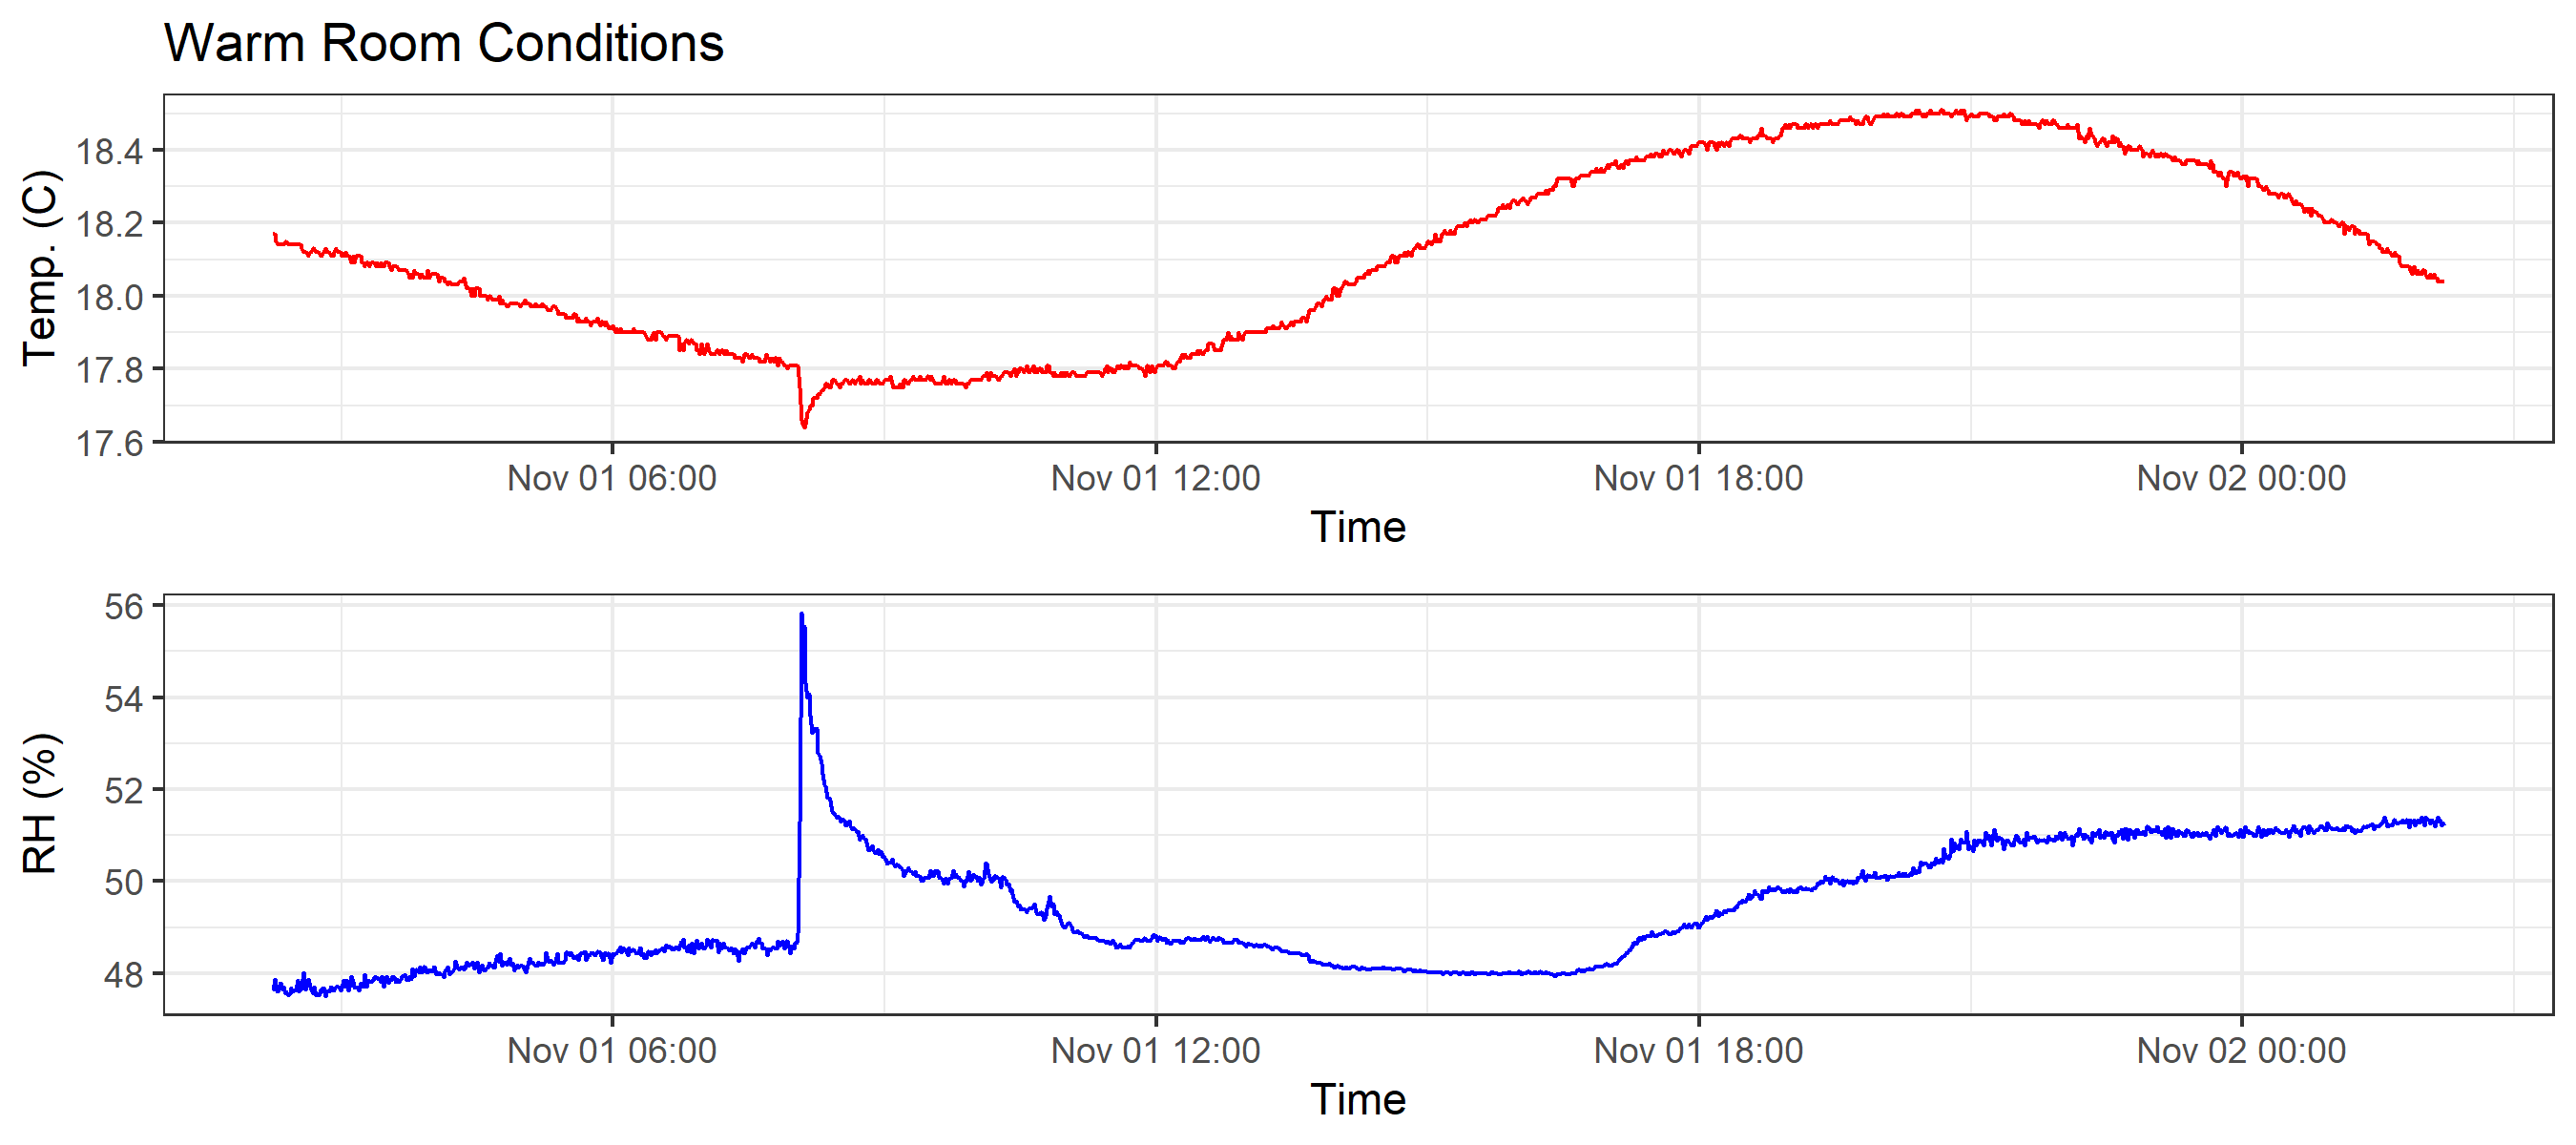 Warm Room Conditions
Temp. (C)
18.4
18.2
18.0
17.8
17.6
Nov 01 06:00 Nov 01 12:00 Nov 01 18:00 Nov 02 00:00
Time
RH (%)
56
54
52
50
48
Nov 01 06:00 Nov 01 12:00 Nov 01 18:00 Nov 02 00:00
Time